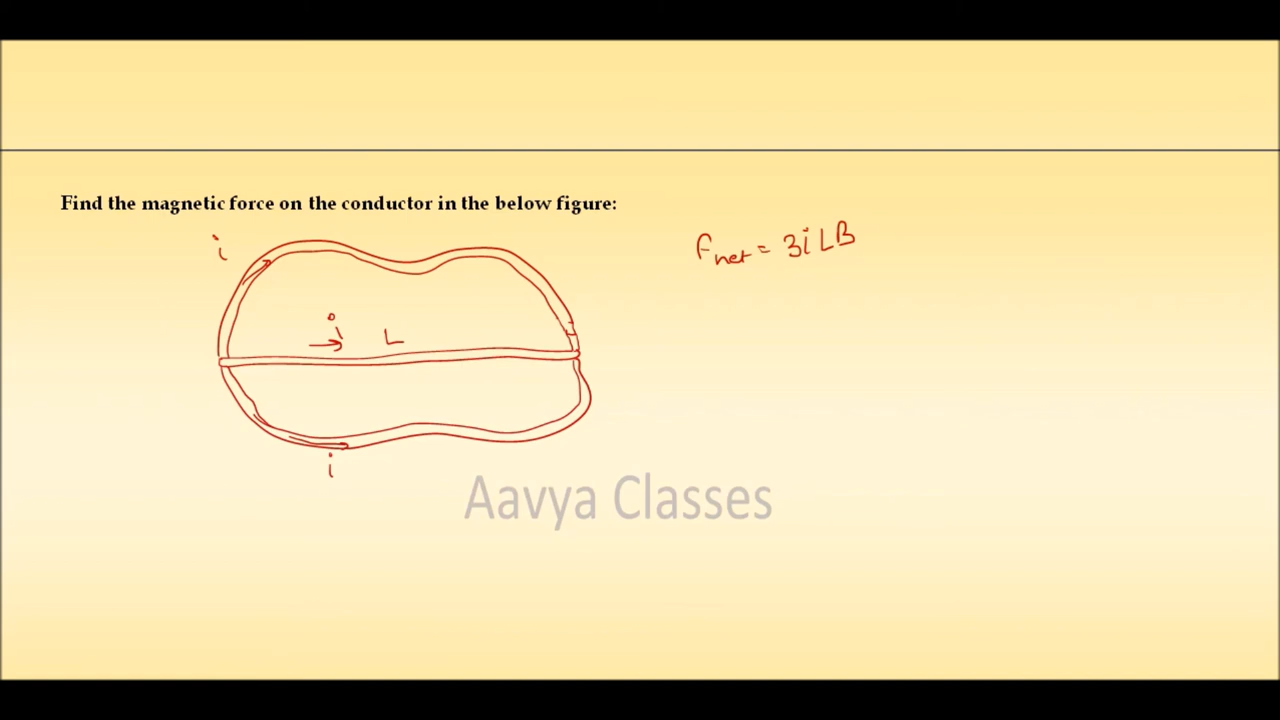 Find the magnetic force on the conductor in the below figure:
i
Fnet = 3iLB
i L
i
Aavya Classes